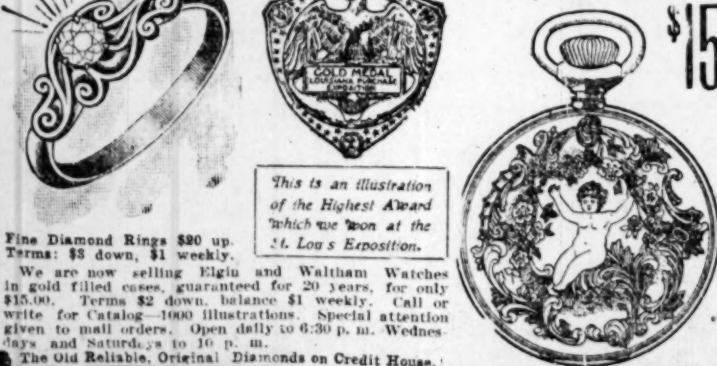 $15
GOLD MEDAL
LOUISIANA PURCHASE
EXPOSITION
This is an illustration
of the Highest Award
which we won at the
St. Lou s Exposition.
Fine Diamond Rings $20 up.
Terms: $3 down, $1 weekly.
We are now selling Elgin and Waltham Watches
in gold filled cases, guaranteed for 20 years, for only
$15.00. Terms $2 down, balance $1 weekly. Call or
write for Catalog—1000 illustrations. Special attention
given to mail orders. Open daily to 6:30 p. m. Wednes-
days and Saturdays to 10 p. m.
The Old Reliable, Original Diamonds on Credit House.